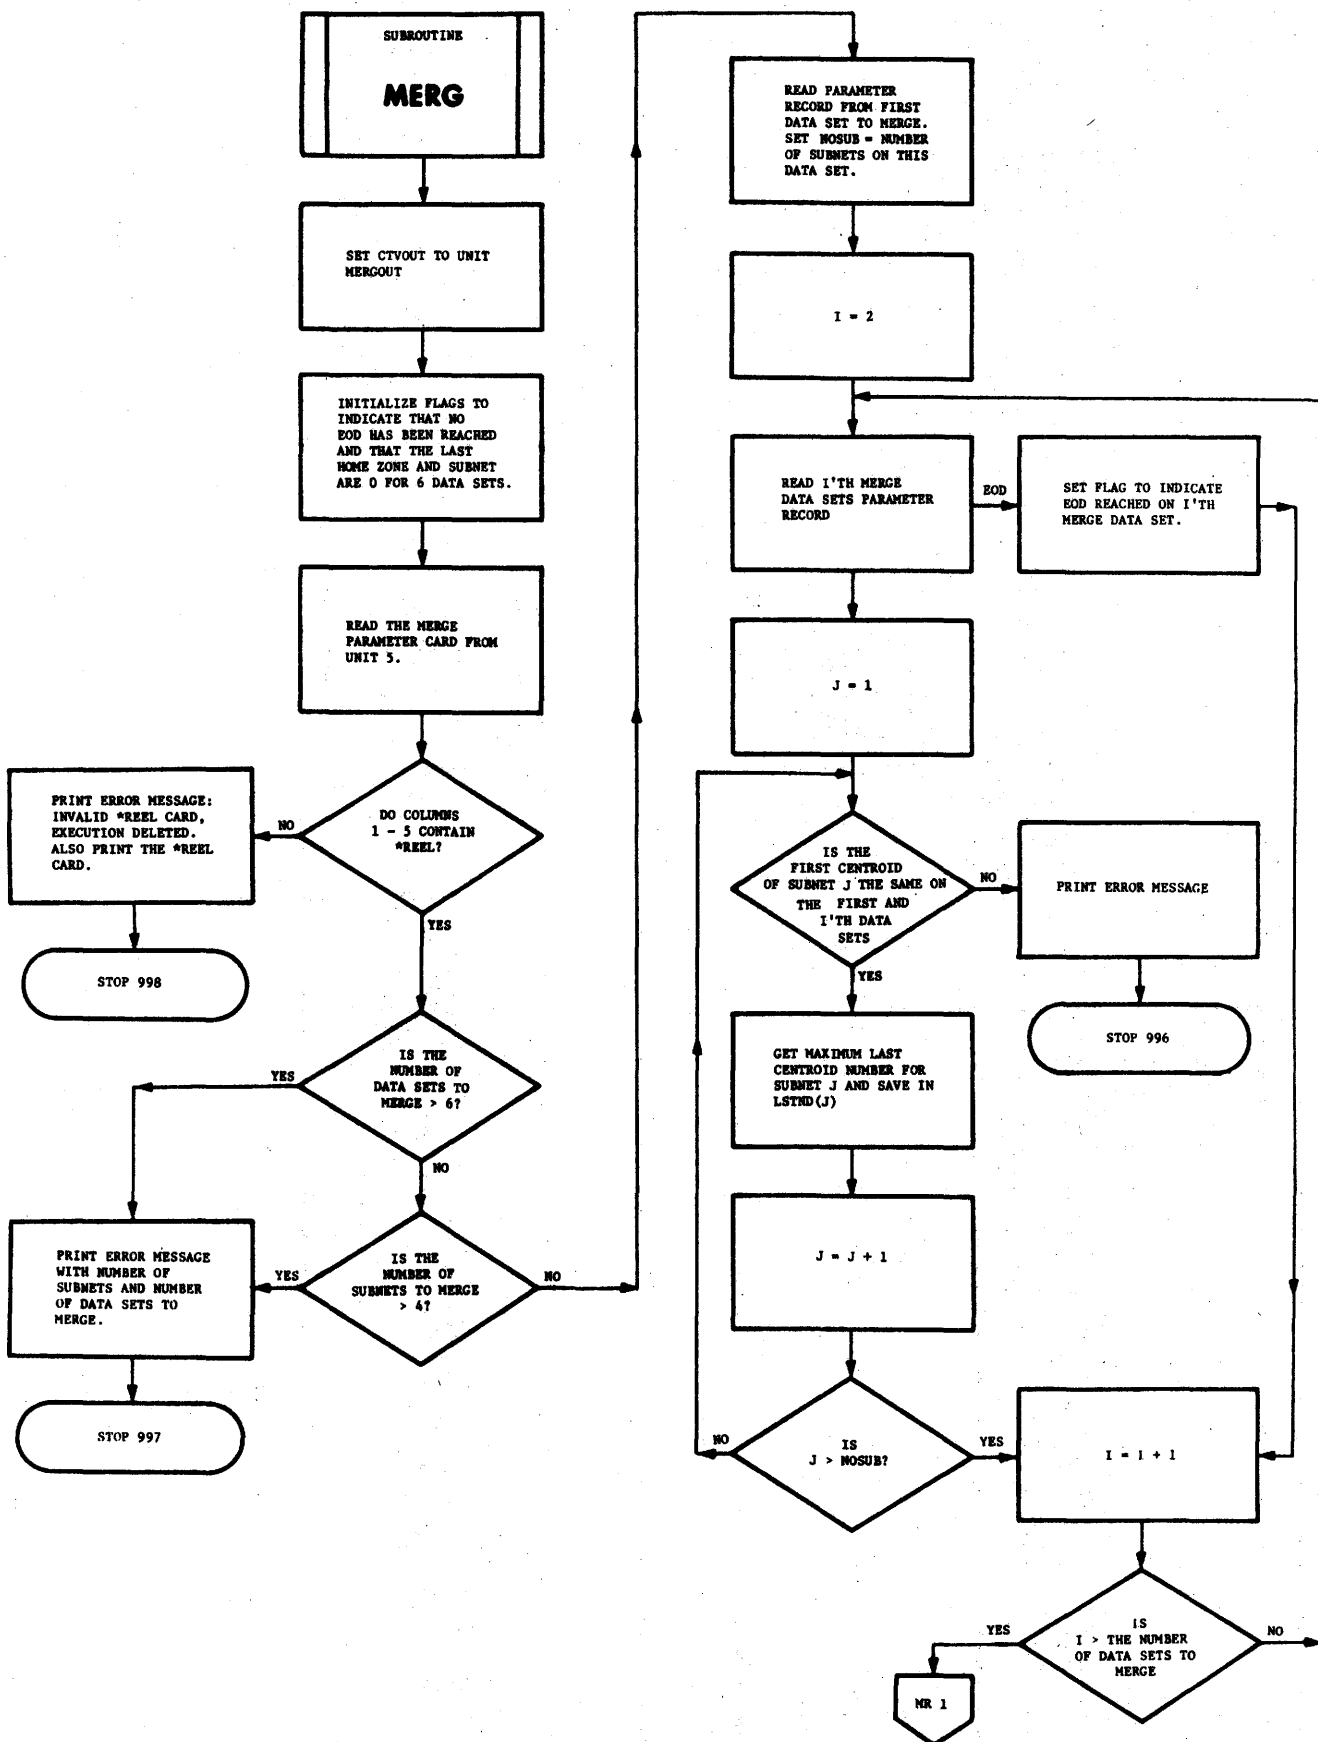 SUBROUTINE
MERG
SET CTVOUT TO UNIT
MERGOUT
INITIALIZE FLAGS TO
INDICATE THAT NO
EOD HAS BEEN REACHED
AND THAT THE LAST
HOME ZONE AND SUBNET
ARE 0 FOR 6 DATA SETS.
READ THE MERGE
PARAMETER CARD FROM
UNIT 5.
DO COLUMNS
1 - 5 CONTAIN
*REEL?
NO
PRINT ERROR MESSAGE:
INVALID *REEL CARD,
EXECUTION DELETED.
ALSO PRINT THE *REEL
CARD.
STOP 998
YES
IS THE
NUMBER OF
DATA SETS TO
MERGE > 6?
YES
NO
IS THE
NUMBER OF
SUBNETS TO MERGE
> 4?
YES
NO
PRINT ERROR MESSAGE
WITH NUMBER OF
SUBNETS AND NUMBER
OF DATA SETS TO
MERGE.
STOP 997
READ PARAMETER
RECORD FROM FIRST
DATA SET TO MERGE.
SET NOSUB = NUMBER
OF SUBNETS ON THIS
DATA SET.
I = 2
READ I'TH MERGE
DATA SETS PARAMETER
RECORD
EOD
SET FLAG TO INDICATE
EOD REACHED ON I'TH
MERGE DATA SET.
J = 1
IS THE
FIRST CENTROID
OF SUBNET J THE SAME ON
THE FIRST AND
I'TH DATA
SETS
NO
PRINT ERROR MESSAGE
STOP 996
YES
GET MAXIMUM LAST
CENTROID NUMBER FOR
SUBNET J AND SAVE IN
LSTND(J)
J = J + 1
IS
J > NOSUB?
NO
YES
I = I + 1
IS
I > THE NUMBER
OF DATA SETS TO
MERGE
YES
NO
MR 1